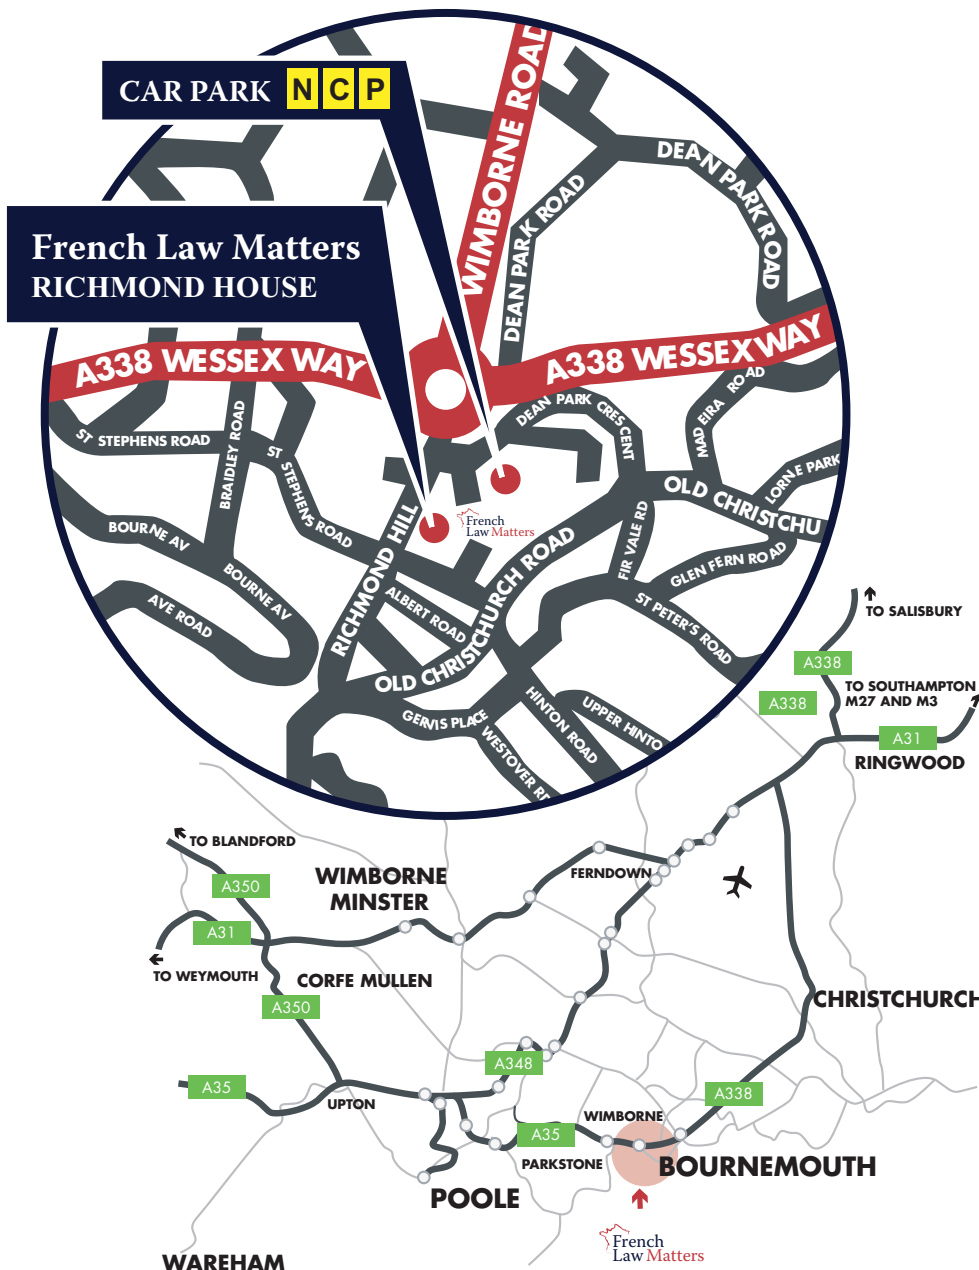 CAR PARK NCP
WIMBORNE ROAD
DEAN PARK ROAD
DEAN PARK ROAD
French Law Matters
RICHMOND HOUSE
A338 WESSEX WAY
A338 WESSEX WAY
DEAN PARK CRESCENT
MADEIRA ROAD
ST STEPHENS ROAD
BRAIDLEY ROAD
ST STEPHEN'S ROAD
LORNE PARK
OLD CHRISTCHU
BOURNE AV
BOURNE AV
AVE ROAD
RICHMOND HILL
French
Law Matters
FIR VALE RD
GLEN FERN ROAD
ST PETER'S ROAD
ALBERT ROAD
OLD CHRISTCHURCH ROAD
GERVIS PLACE
WESTOVER RD
HINTON ROAD
UPPER HINTO
TO SALISBURY
A338
TO SOUTHAMPTON
M27 AND M3
A338
A31
RINGWOOD
TO BLANDFORD
A350
WIMBORNE
MINSTER
FERNDOWN
A31
TO WEYMOUTH
CORFE MULLEN
A350
CHRISTCHURCH
A348
A35
UPTON
A338
WIMBORNE
A35
PARKSTONE
BOURNEMOUTH
POOLE
French
Law Matters
WAREHAM